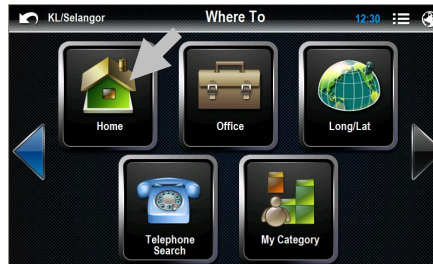 KL/Selangor
Where To
12:30
Home
Office
Long/Lat
Telephone
Search
My Category